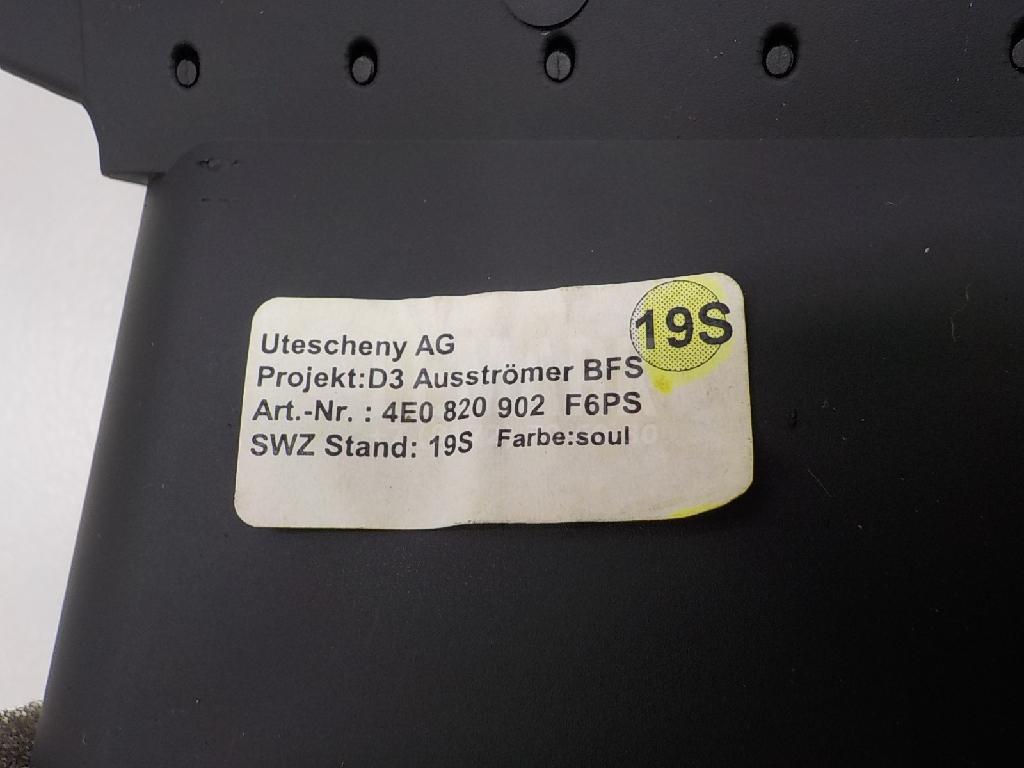 19S
Utescheny AG
Projekt:D3 Ausströmer BFS
Art.-Nr. : 4E0 820 902 F6PS
SWZ Stand: 19S Farbe:soul